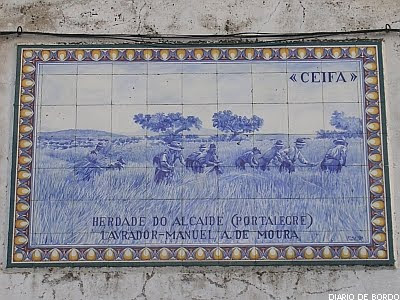 « CEIFA »
HERDADE DO ALCAIDE (PORTALEGRE)
LAVRADOR-MANUEL A. DE MOURA
DIARIO DE BORDO